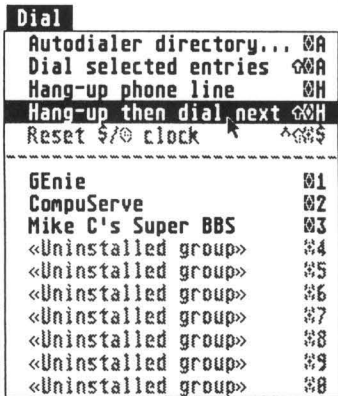 Dial
Autodialer directory... ◆A
Dial selected entries ⇧◆A
Hang-up phone line ◆H
Hang-up then dial next ⇧◆H
Reset $/⊕ clock ^⇧◆$
GEnie ◆1
CompuServe ◆2
Mike C's Super BBS ◆3
«Uninstalled group» ◆4
«Uninstalled group» ◆5
«Uninstalled group» ◆6
«Uninstalled group» ◆7
«Uninstalled group» ◆8
«Uninstalled group» ◆9
«Uninstalled group» ◆0